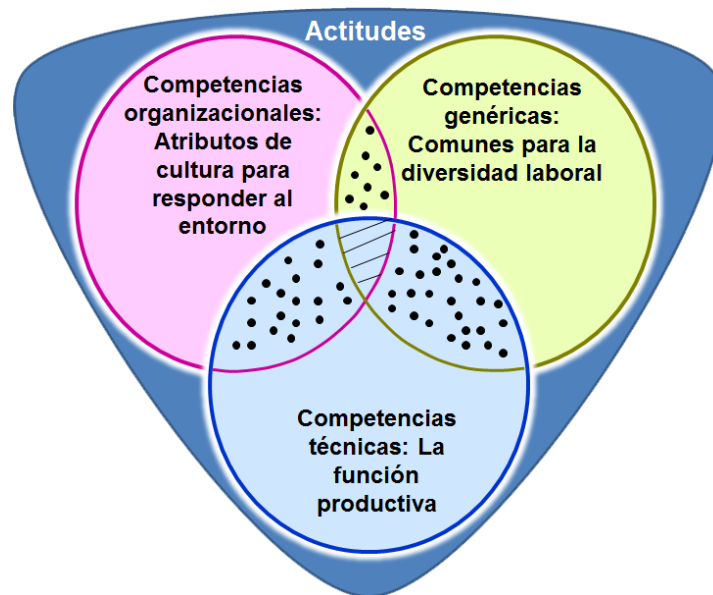 Actitudes
Competencias
organizacionales:
Atributos de
cultura para
responder al
entorno
Competencias
genéricas:
Comunes para la
diversidad laboral
Competencias
técnicas: La
función
productiva